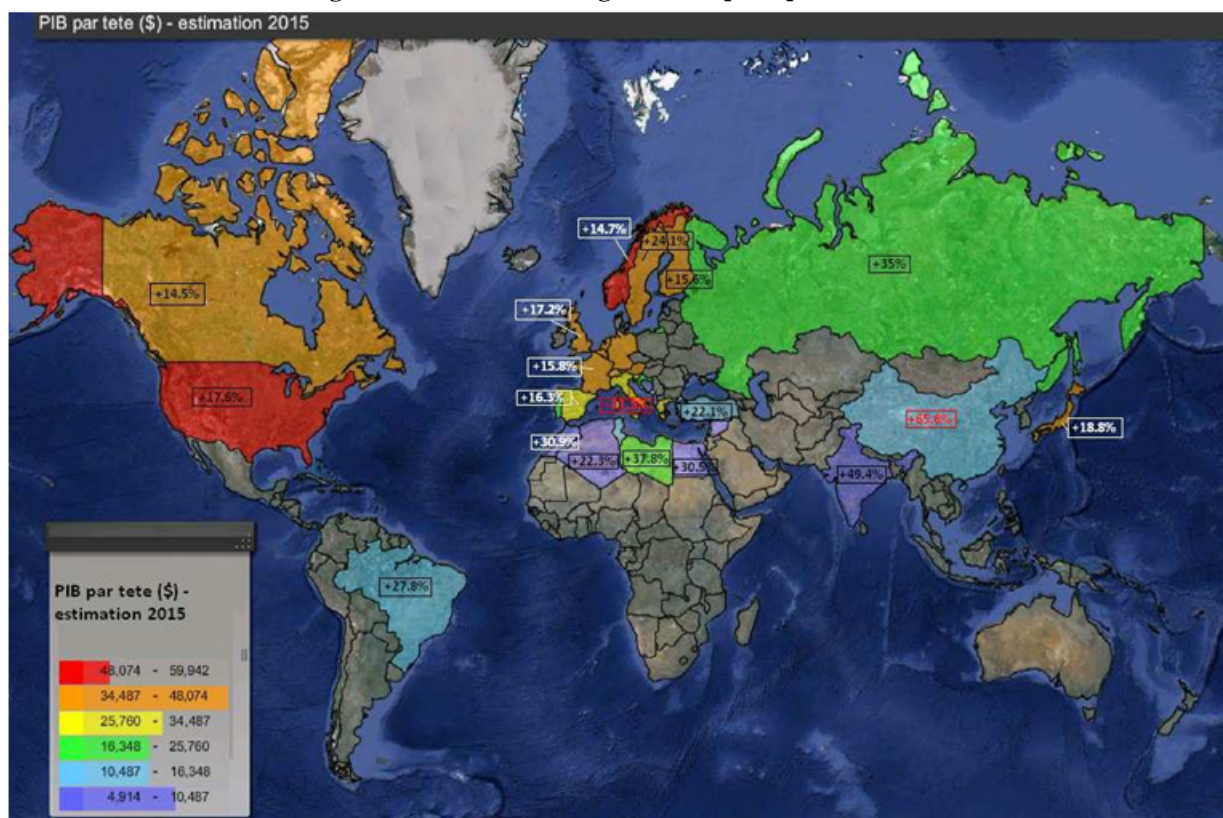 PIB par tete ($) - estimation 2015
+14.7%
+24.1%
+35%
+15.6%
+14.5%
+17.2%
+15.8%
+17.6%
+16.3%
+22.1%
+65.6%
+18.8%
+30.9%
+22.3%
+37.8%
+30.5%
+49.4%
+27.8%
PIB par tete ($) -
estimation 2015
48,074 - 59,942
34,487 - 48,074
25,760 - 34,487
16,348 - 25,760
10,487 - 16,348
4,914 - 10,487